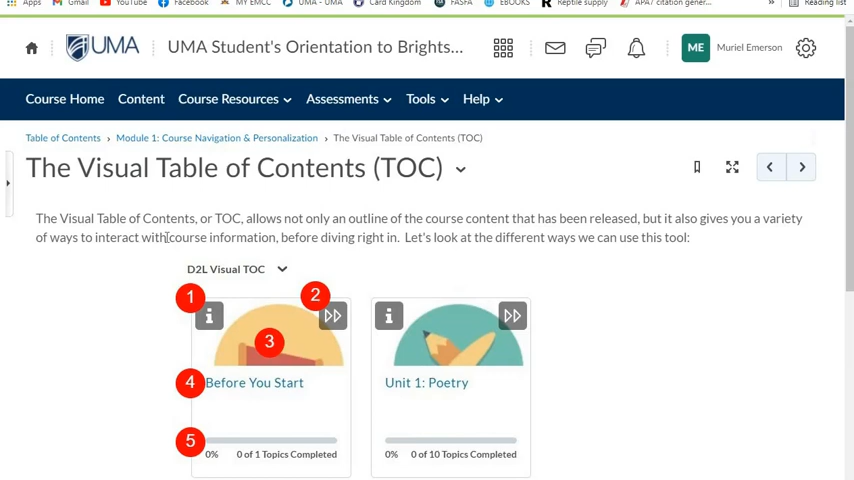 Apps Gmail YouTube Facebook MY EMCC UMA - UMA Card Kingdom FASFA EBOOKS Reptile supply APA7 citation gener... » Reading list
UMA UMA Student's Orientation to Brights... ME Muriel Emerson
Course Home Content Course Resources Assessments Tools Help
Table of Contents › Module 1: Course Navigation & Personalization › The Visual Table of Contents (TOC)
The Visual Table of Contents (TOC)
The Visual Table of Contents, or TOC, allows not only an outline of the course content that has been released, but it also gives you a variety
of ways to interact with course information, before diving right in. Let's look at the different ways we can use this tool:
D2L Visual TOC
1 2
3
4 Before You Start Unit 1: Poetry
5
0% 0 of 1 Topics Completed 0% 0 of 10 Topics Completed